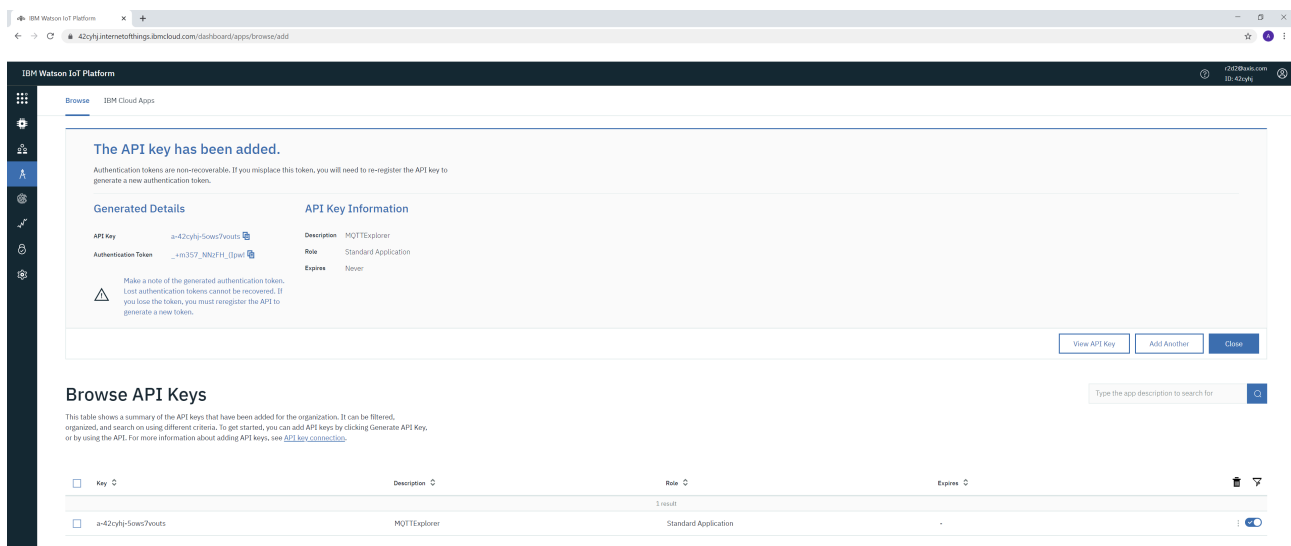 IBM Watson IoT Platform
42cyhj.internetofthings.ibmcloud.com/dashboard/apps/browse/add
A
IBM Watson IoT Platform
r2d2@axis.com
ID: 42cyhj
Browse IBM Cloud Apps
The API key has been added.
Authentication tokens are non-recoverable. If you misplace this token, you will need to re-register the API key to
generate a new authentication token.
Generated Details API Key Information
API Key a-42cyhj-5ows7vouts Description MQTTExplorer
Authentication Token Role Standard Application
Expires Never
Make a note of the generated authentication token.
Lost authentication tokens cannot be recovered. If
you lose the token, you must reregister the API to
generate a new token.
View API Key Add Another Close
Browse API Keys
Type the app description to search for
This table shows a summary of the API keys that have been added for the organization. It can be filtered,
organized, and search on using different criteria. To get started, you can add API keys by clicking Generate API Key,
or by using the API. For more information about adding API keys, see API key connection.
Key Description Role Expires
1 result
a-42cyhj-5ows7vouts MQTTExplorer Standard Application -